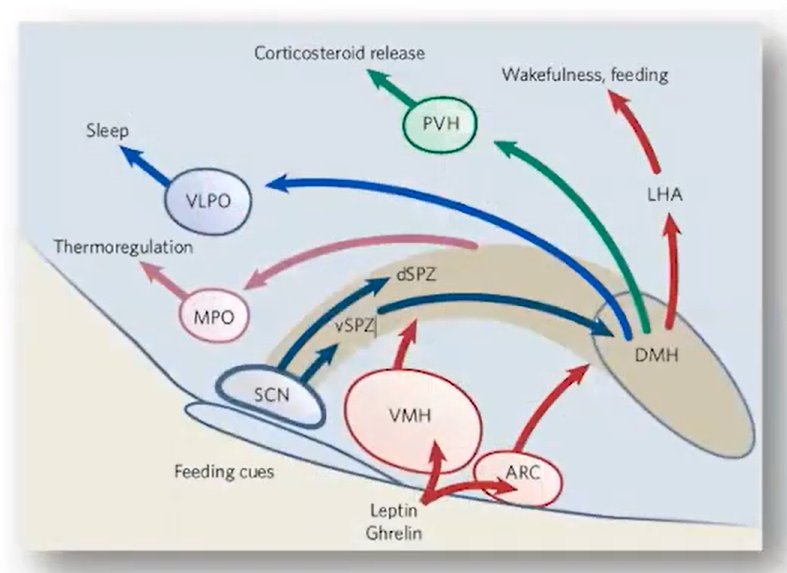 Corticosteroid release
Wakefulness, feeding
PVH
Sleep
LHA
VLPO
Thermoregulation
dSPZ
MPO
vSPZ
DMH
SCN
VMH
ARC
Feeding cues
Leptin
Ghrelin